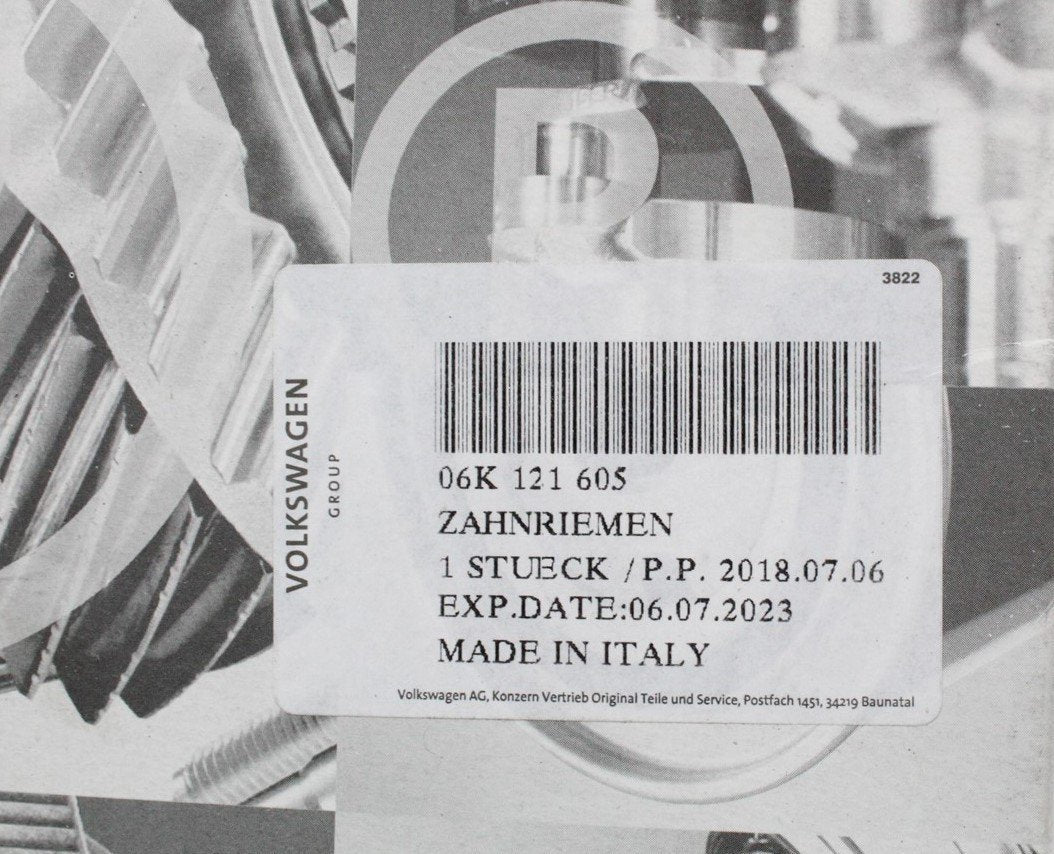 3822
VOLKSWAGEN
GROUP
06K 121 605
ZAHNRIEMEN
1 STUECK /P.P. 2018.07.06
EXP.DATE:06.07.2023
MADE IN ITALY
Volkswagen AG, Konzern Vertrieb Original Teile und Service, Postfach 1451, 34219 Baunatal
R